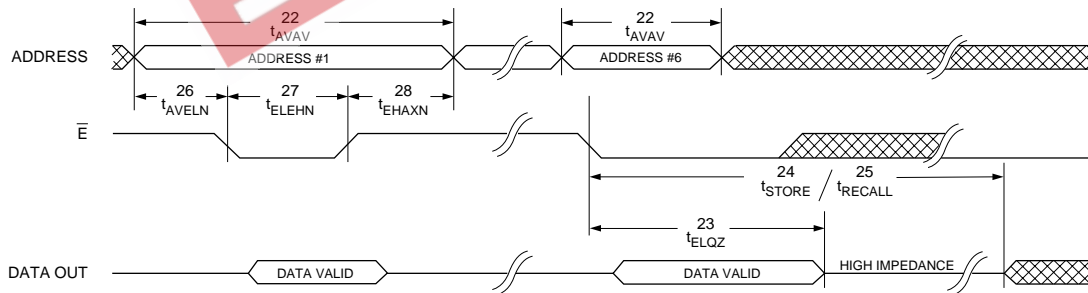 22 22
tAVAV tAVAV
ADDRESS ADDRESS #1 ADDRESS #6
26 27 28
tAVELN tELEHN tEHAXN
E
24 25
tSTORE / tRECALL
23
tELQZ
DATA OUT DATA VALID DATA VALID HIGH IMPEDANCE